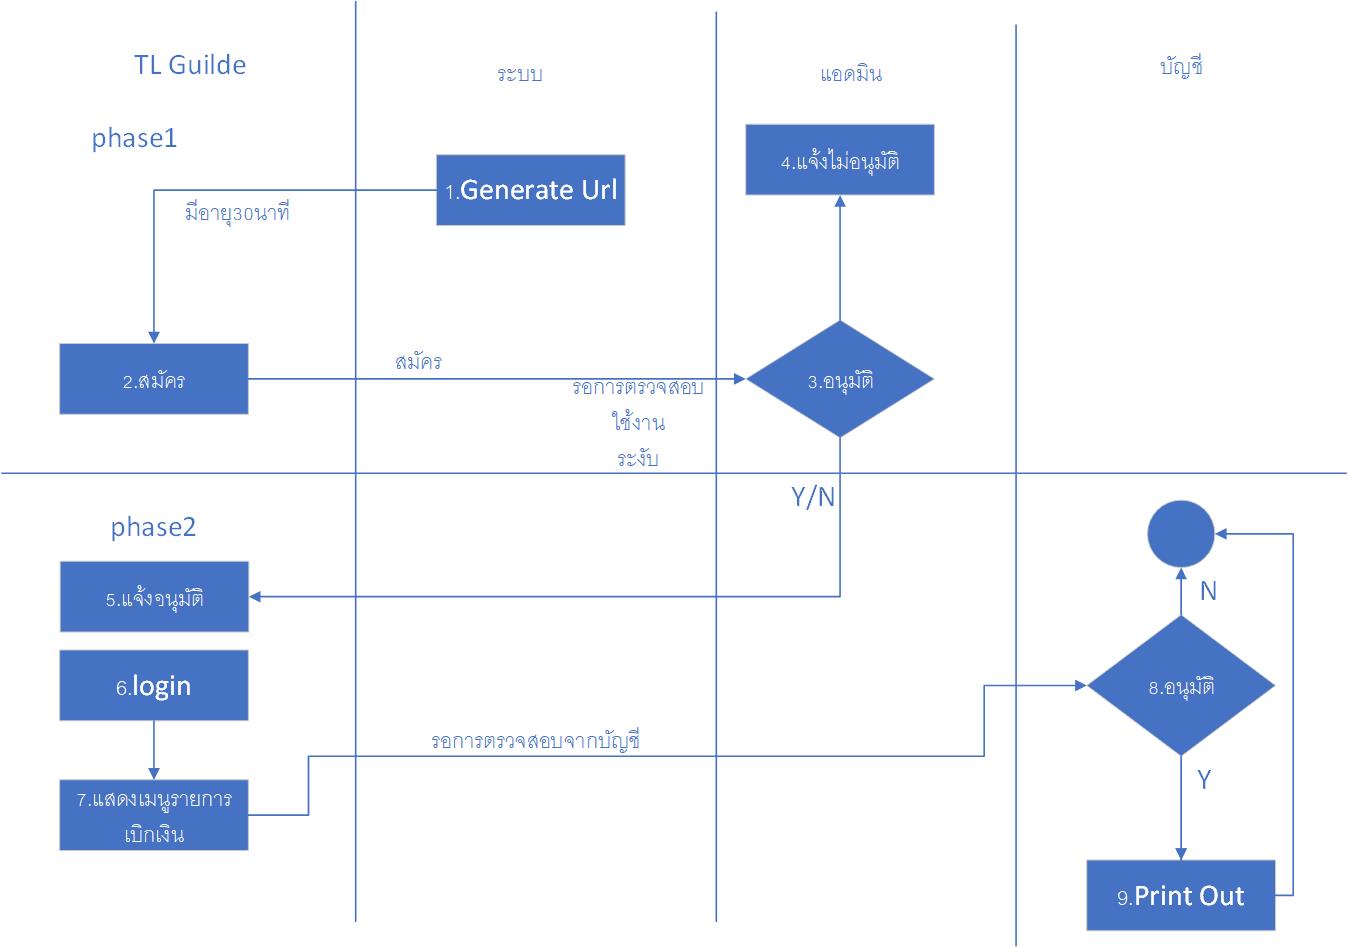 TL Guilde
ระบบ
แอดมิน
บัญชี
phase1
1.Generate Url
4.แจ้งไม่อนุมัติ
มีอายุ30นาที
2.สมัคร
สมัคร
3.อนุมัติ
รอการตรวจสอบ
ใช้งาน
ระงับ
Y/N
phase2
5.แจ้งอนุมัติ
N
6.login
8.อนุมัติ
รอการตรวจสอบจากบัญชี
Y
7.แสดงเมนูรายการ
เบิกเงิน
9.Print Out